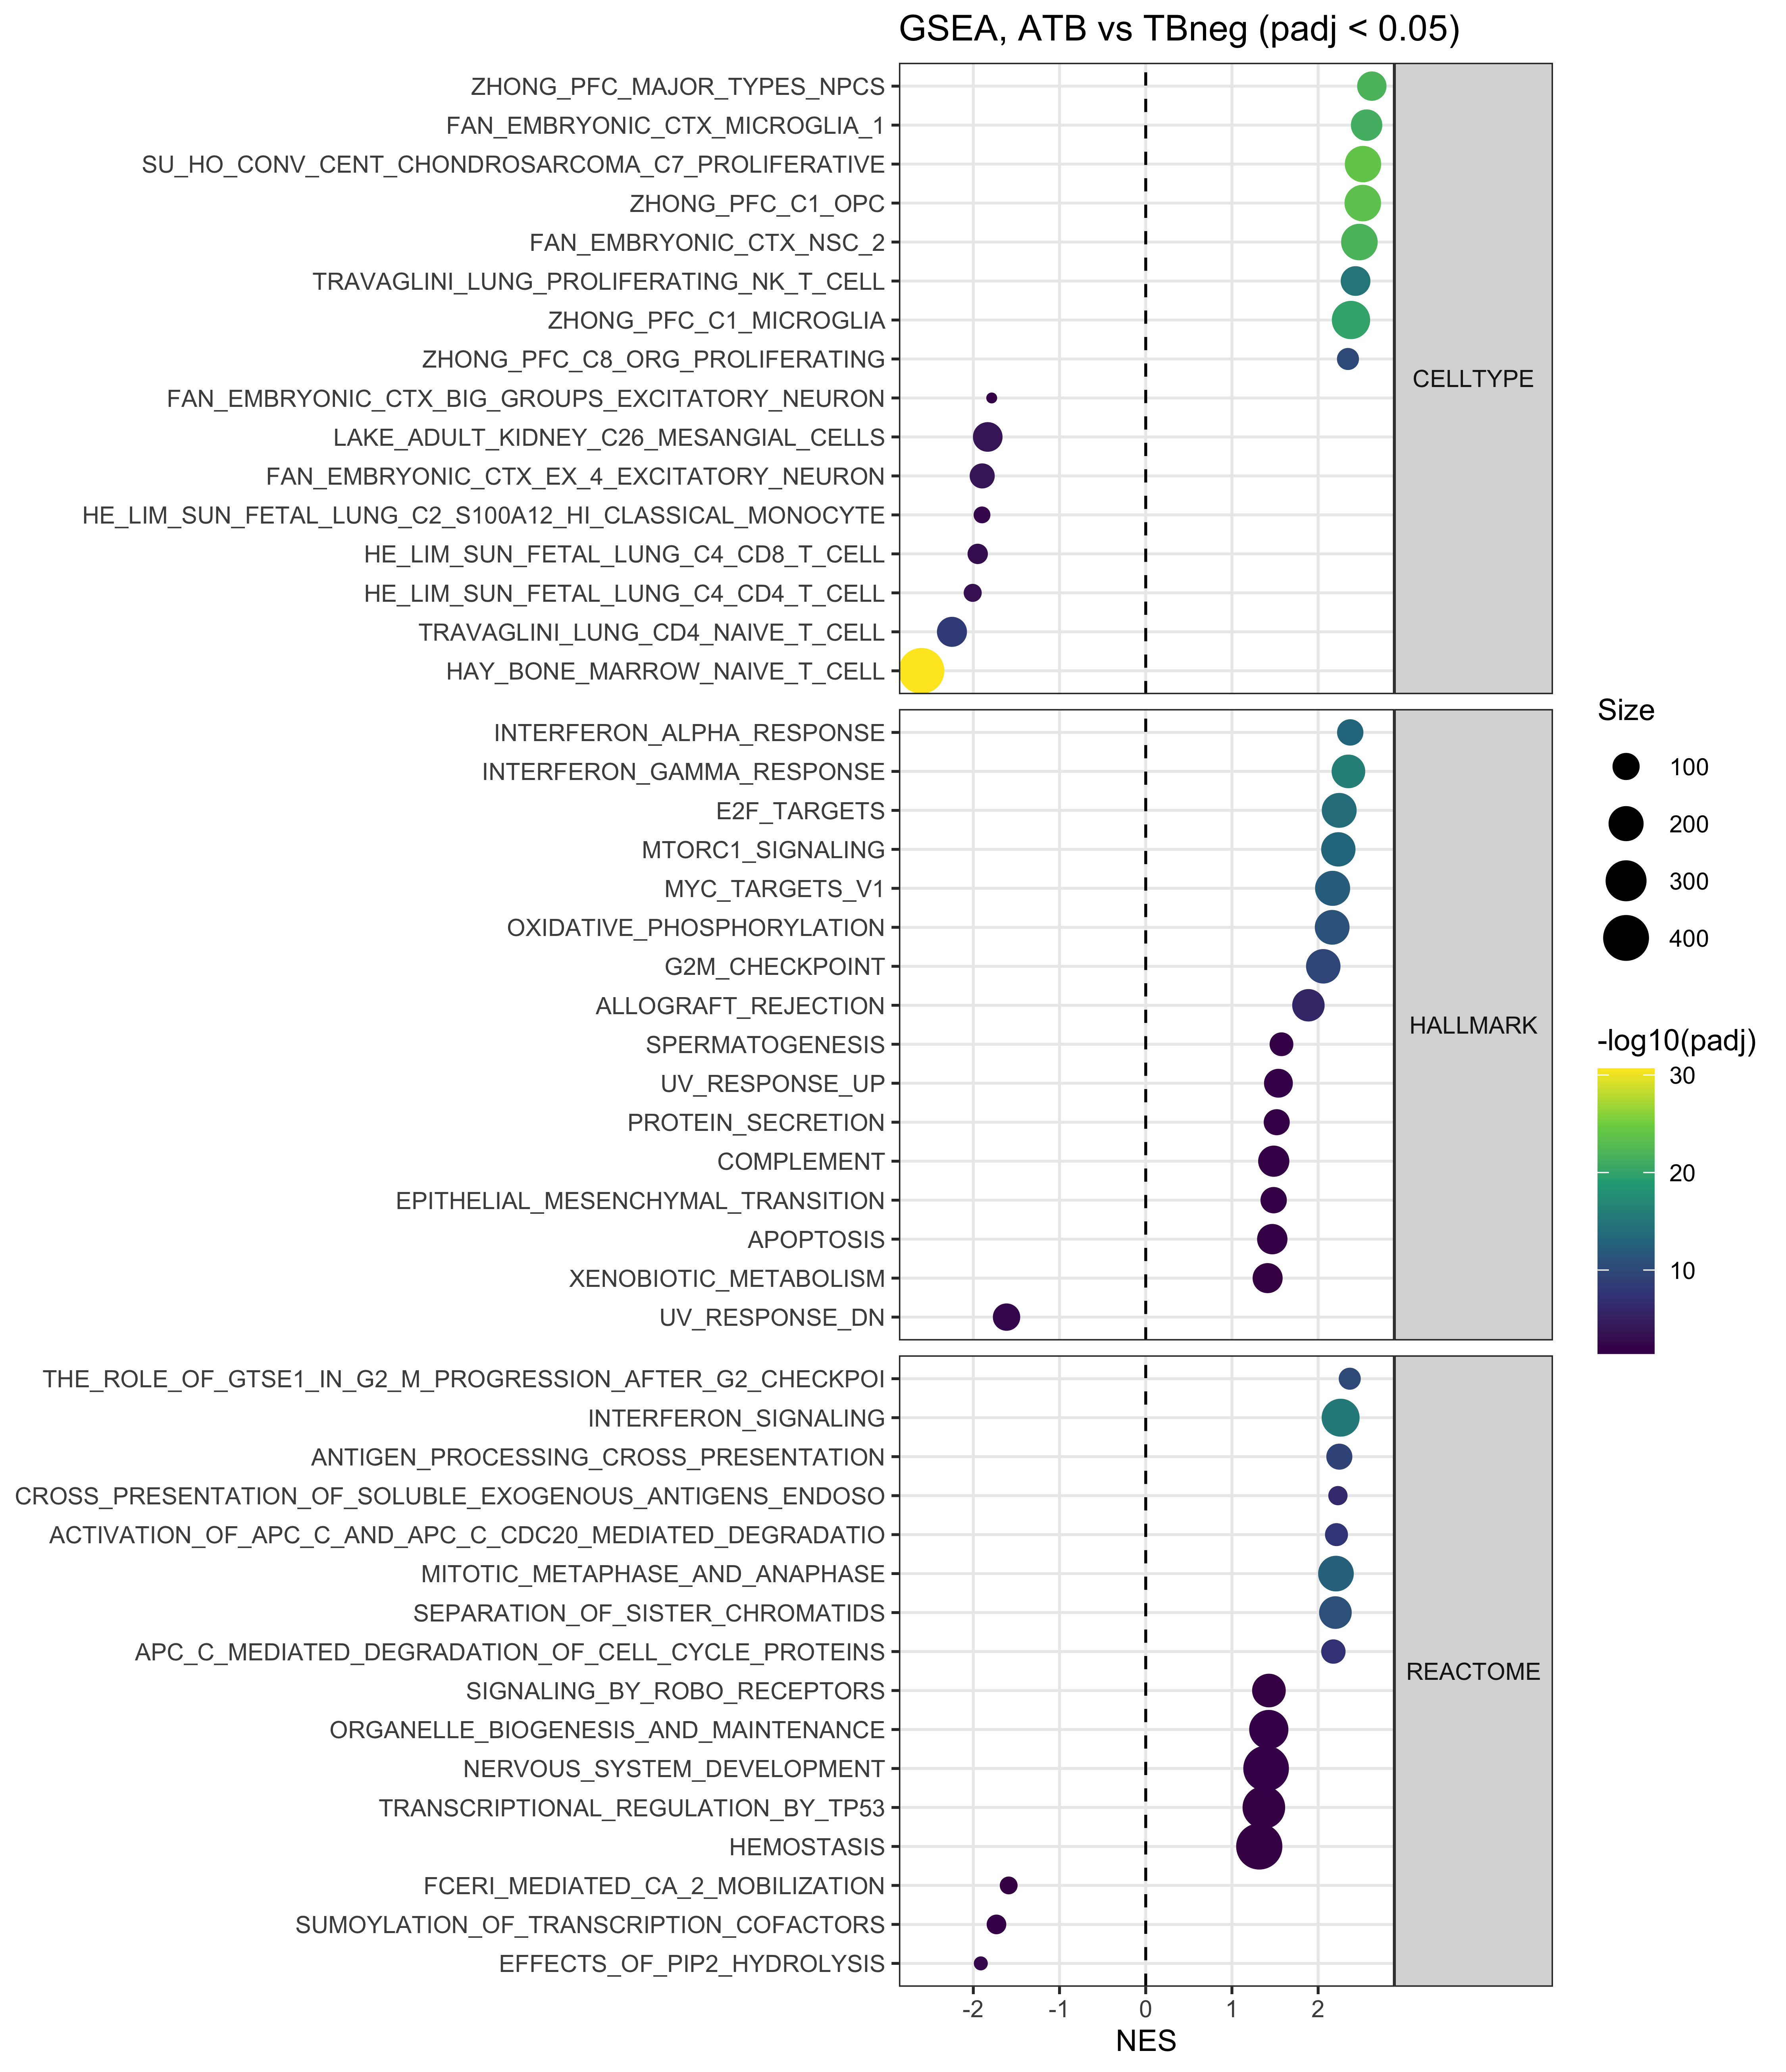 GSEA, ATB vs TBneg (padj < 0.05)
ZHONG_PFC_MAJOR_TYPES_NPCS
FAN_EMBRYONIC_CTX_MICROGLIA_1
SU_HO_CONV_CENT_CHONDROSARCOMA_C7_PROLIFERATIVE
ZHONG_PFC_C1_OPC
FAN_EMBRYONIC_CTX_NSC_2
TRAVAGLINI_LUNG_PROLIFERATING_NK_T_CELL
ZHONG_PFC_C1_MICROGLIA
ZHONG_PFC_C8_ORG_PROLIFERATING
FAN_EMBRYONIC_CTX_BIG_GROUPS_EXCITATORY_NEURON
LAKE_ADULT_KIDNEY_C26_MESANGIAL_CELLS
FAN_EMBRYONIC_CTX_EX_4_EXCITATORY_NEURON
HE_LIM_SUN_FETAL_LUNG_C2_S100A12_HI_CLASSICAL_MONOCYTE
HE_LIM_SUN_FETAL_LUNG_C4_CD8_T_CELL
HE_LIM_SUN_FETAL_LUNG_C4_CD4_T_CELL
TRAVAGLINI_LUNG_CD4_NAIVE_T_CELL
HAY_BONE_MARROW_NAIVE_T_CELL
CELLTYPE
INTERFERON_ALPHA_RESPONSE
INTERFERON_GAMMA_RESPONSE
E2F_TARGETS
MTORC1_SIGNALING
MYC_TARGETS_V1
OXIDATIVE_PHOSPHORYLATION
G2M_CHECKPOINT
ALLOGRAFT_REJECTION
SPERMATOGENESIS
UV_RESPONSE_UP
PROTEIN_SECRETION
COMPLEMENT
EPITHELIAL_MESENCHYMAL_TRANSITION
APOPTOSIS
XENOBIOTIC_METABOLISM
UV_RESPONSE_DN
HALLMARK
THE_ROLE_OF_GTSE1_IN_G2_M_PROGRESSION_AFTER_G2_CHECKPOI
INTERFERON_SIGNALING
ANTIGEN_PROCESSING_CROSS_PRESENTATION
CROSS_PRESENTATION_OF_SOLUBLE_EXOGENOUS_ANTIGENS_ENDOSO
ACTIVATION_OF_APC_C_AND_APC_C_CDC20_MEDIATED_DEGRADATIO
MITOTIC_METAPHASE_AND_ANAPHASE
SEPARATION_OF_SISTER_CHROMATIDS
APC_C_MEDIATED_DEGRADATION_OF_CELL_CYCLE_PROTEINS
SIGNALING_BY_ROBO_RECEPTORS
ORGANELLE_BIOGENESIS_AND_MAINTENANCE
NERVOUS_SYSTEM_DEVELOPMENT
TRANSCRIPTIONAL_REGULATION_BY_TP53
HEMOSTASIS
FCERI_MEDIATED_CA_2_MOBILIZATION
SUMOYLATION_OF_TRANSCRIPTION_COFACTORS
EFFECTS_OF_PIP2_HYDROLYSIS
REACTOME
-2 -1 0 1 2
NES
Size
100
200
300
400
-log10(padj)
30
20
10